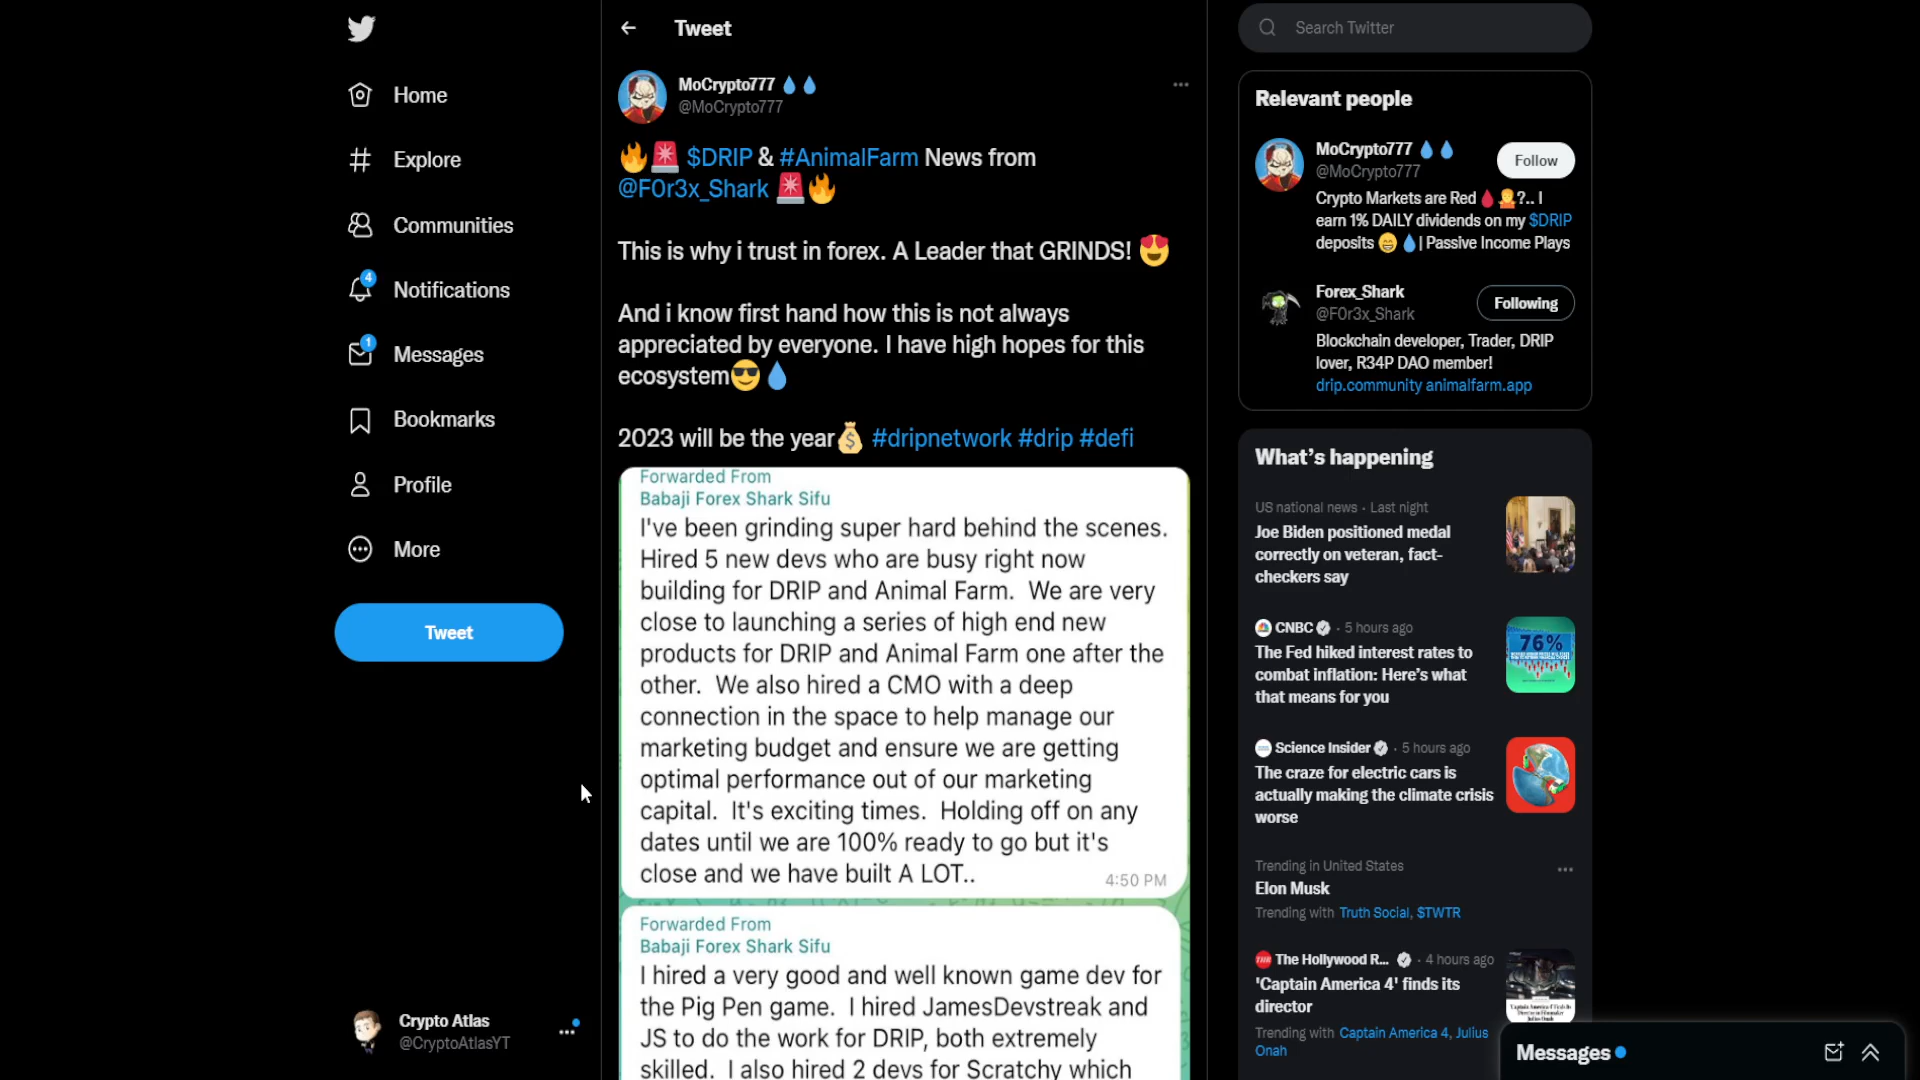 Home
Explore
Communities
4
Notifications
1
Messages
Bookmarks
Profile
More
Tweet
Crypto Atlas
@CryptoAtlasYT
Tweet
MoCrypto777
@MoCrypto777
$DRIP & #AnimalFarm News from
@F0r3x_Shark
This is why i trust in forex. A Leader that GRINDS!
And i know first hand how this is not always
appreciated by everyone. I have high hopes for this
ecosystem
2023 will be the year #dripnetwork #drip #defi
Forwarded From
Babaji Forex Shark Sifu
I've been grinding super hard behind the scenes.
Hired 5 new devs who are busy right now
building for DRIP and Animal Farm. We are very
close to launching a series of high end new
products for DRIP and Animal Farm one after the
other. We also hired a CMO with a deep
connection in the space to help manage our
marketing budget and ensure we are getting
optimal performance out of our marketing
capital. It's exciting times. Holding off on any
dates until we are 100% ready to go but it's
close and we have built A LOT..
4:50 PM
Forwarded From
Babaji Forex Shark Sifu
I hired a very good and well known game dev for
the Pig Pen game. I hired JamesDevstreak and
JS to do the work for DRIP, both extremely
skilled. I also hired 2 devs for Scratchy which
Search Twitter
Relevant people
MoCrypto777
@MoCrypto777
Follow
Crypto Markets are Red ?.. I
earn 1% DAILY dividends on my $DRIP
deposits | Passive Income Plays
Forex_Shark
@F0r3x_Shark
Following
Blockchain developer, Trader, DRIP
lover, R34P DAO member!
drip.community animalfarm.app
What's happening
US national news · Last night
Joe Biden positioned medal
correctly on veteran, fact-
checkers say
CNBC · 5 hours ago
The Fed hiked interest rates to
combat inflation: Here's what
that means for you
76%
Science Insider · 5 hours ago
The craze for electric cars is
actually making the climate crisis
worse
Trending in United States
Elon Musk
Trending with Truth Social, $TWTR
The Hollywood R... · 4 hours ago
'Captain America 4' finds its
director
Trending with Captain America 4, Julius
Onah
Messages